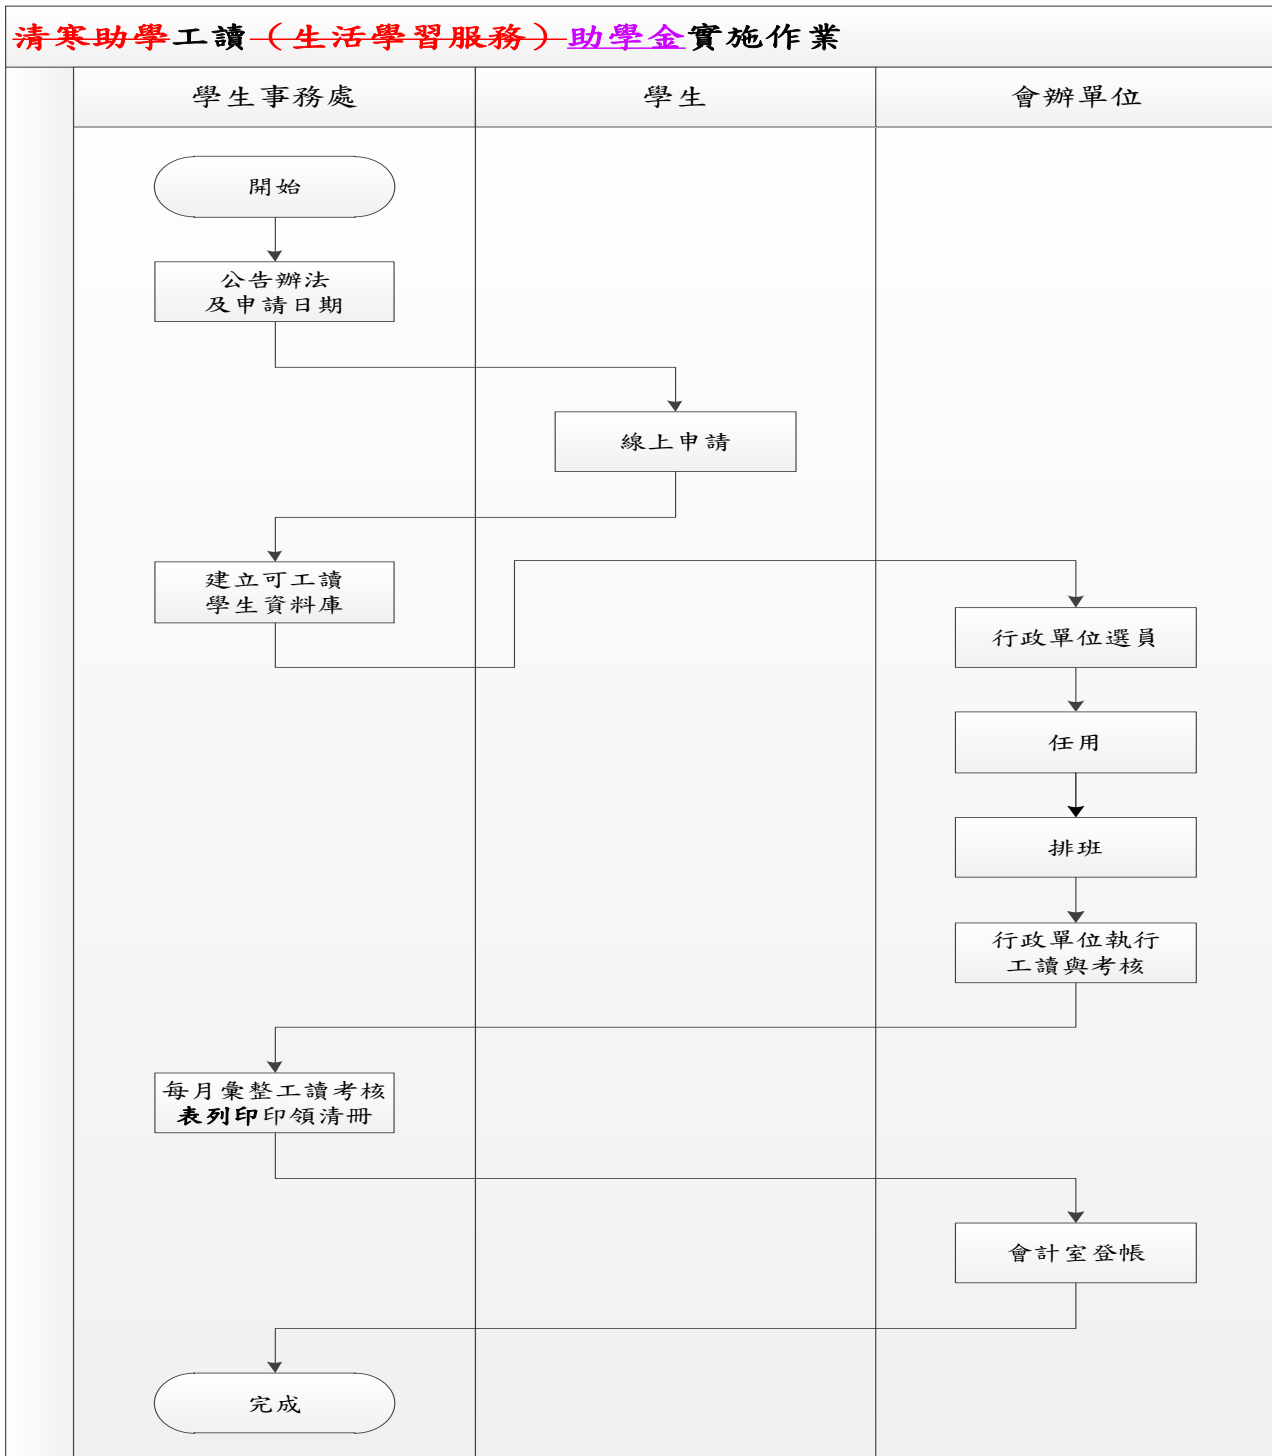 清寒助學工讀（生活學習服務）助學金實施作業
學生事務處
學生
會辦單位
開始
公告辦法
及申請日期
線上申請
建立可工讀
學生資料庫
行政單位選員
任用
排班
行政單位執行
工讀與考核
每月彙整工讀考核
表列印印領清冊
會計室登帳
完成